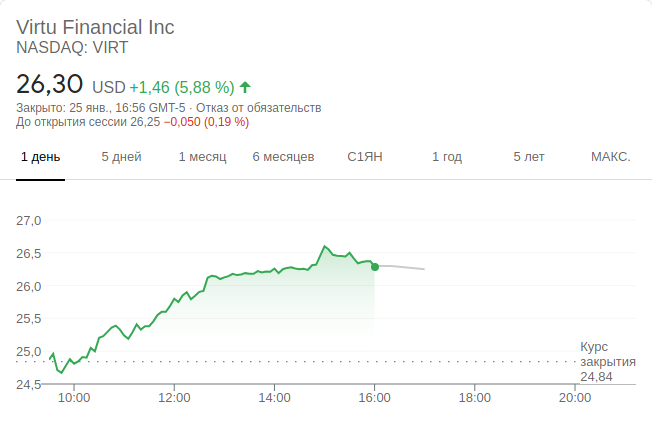 Virtu Financial Inc
NASDAQ: VIRT
26,30 USD +1,46 (5,88 %)
Закрыто: 25 янв., 16:56 GMT-5 · Отказ от обязательств
До открытия сессии 26,25 −0,050 (0,19 %)
1 день 5 дней 1 месяц 6 месяцев С1ЯН 1 год 5 лет МАКС.
27,0
26,5
26,0
25,5
25,0
24,5
Курс
закрытия
24,84
10:00 12:00 14:00 16:00 18:00 20:00